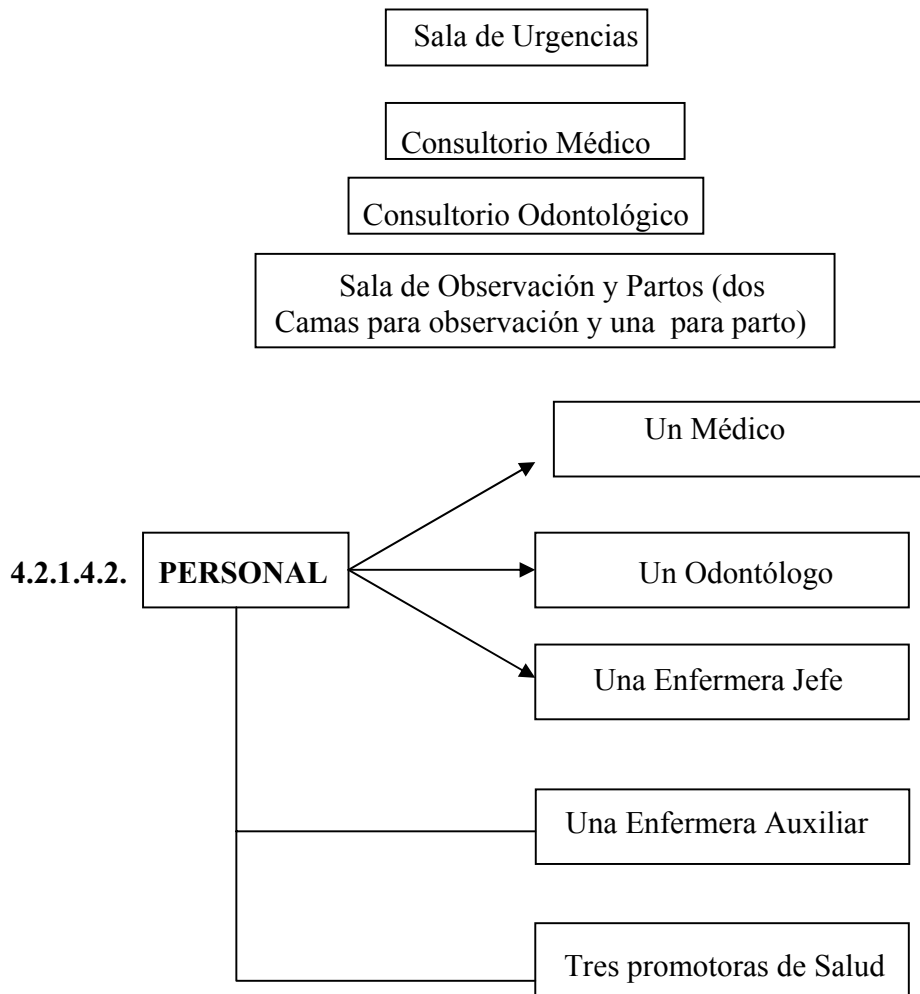 Sala de Urgencias
Consultorio Médico
Consultorio Odontológico
Sala de Observación y Partos (dos
Camas para observación y una para parto)
Un Médico
4.2.1.4.2. PERSONAL
Un Odontólogo
Una Enfermera Jefe
Una Enfermera Auxiliar
Tres promotoras de Salud